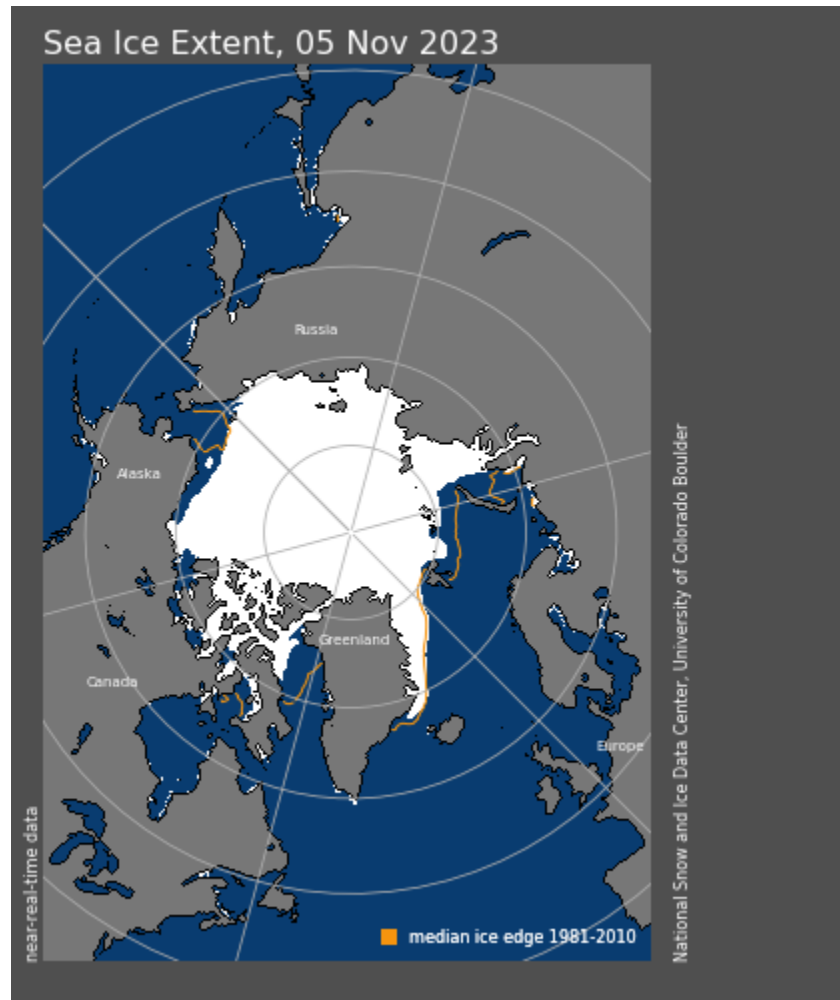 Sea Ice Extent, 05 Nov 2023
Russia
Alaska
Greenland
Canada
Europe
near-real-time data
median ice edge 1981-2010
National Snow and Ice Data Center, University of Colorado Boulder